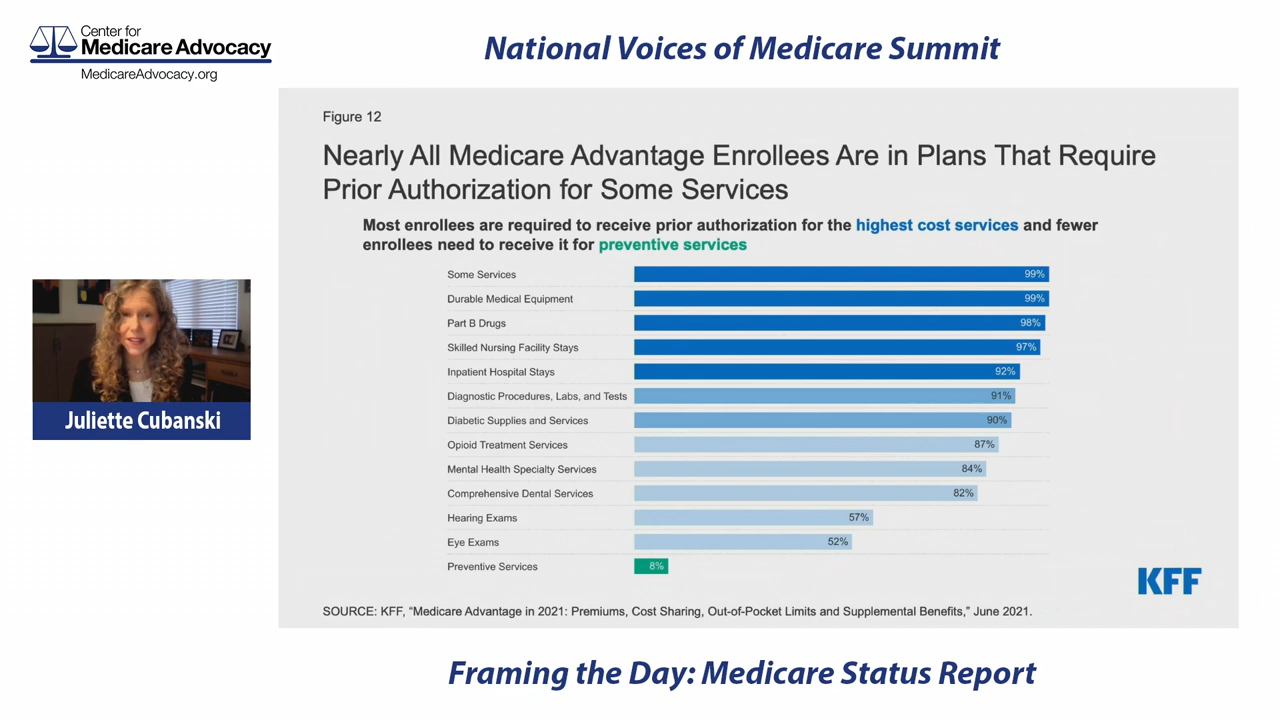 Center for
Medicare Advocacy
MedicareAdvocacy.org
National Voices of Medicare Summit
Figure 12
Nearly All Medicare Advantage Enrollees Are in Plans That Require
Prior Authorization for Some Services
Most enrollees are required to receive prior authorization for the highest cost services and fewer
enrollees need to receive it for preventive services
Some Services 99%
Durable Medical Equipment 99%
Part B Drugs 98%
Skilled Nursing Facility Stays 97%
Inpatient Hospital Stays 92%
Diagnostic Procedures, Labs, and Tests 91%
Diabetic Supplies and Services 90%
Opioid Treatment Services 87%
Mental Health Specialty Services 84%
Comprehensive Dental Services 82%
Hearing Exams 57%
Eye Exams 52%
Preventive Services 8%
KFF
SOURCE: KFF, “Medicare Advantage in 2021: Premiums, Cost Sharing, Out-of-Pocket Limits and Supplemental Benefits,” June 2021.
Juliette Cubanski
Framing the Day: Medicare Status Report